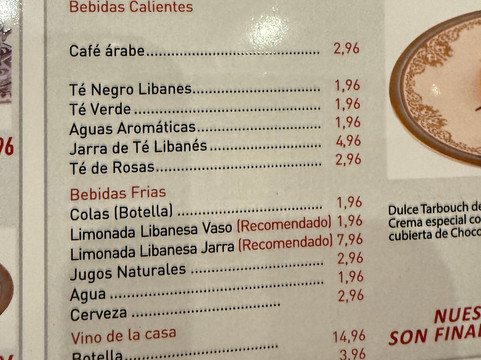 Bebidas Calientes
Café árabe 2,96
Té Negro Libanes 1,96
Té Verde 1,96
Aguas Aromáticas 1,96
Jarra de Té Libanés 4,96
Té de Rosas 2,96
Bebidas Frias
Colas (Botella) 1,96
Limonada Libanesa Vaso (Recomendado) 1,96
Limonada Libanesa Jarra (Recomendado) 7,96
Jugos Naturales 2,96
Agua 1,96
Cerveza 2,96
Vino de la casa
Botella 14,96
3,96
96
Dulce Tarbouch de
Crema especial co
cubierta de Choco
NUES
SON FINA